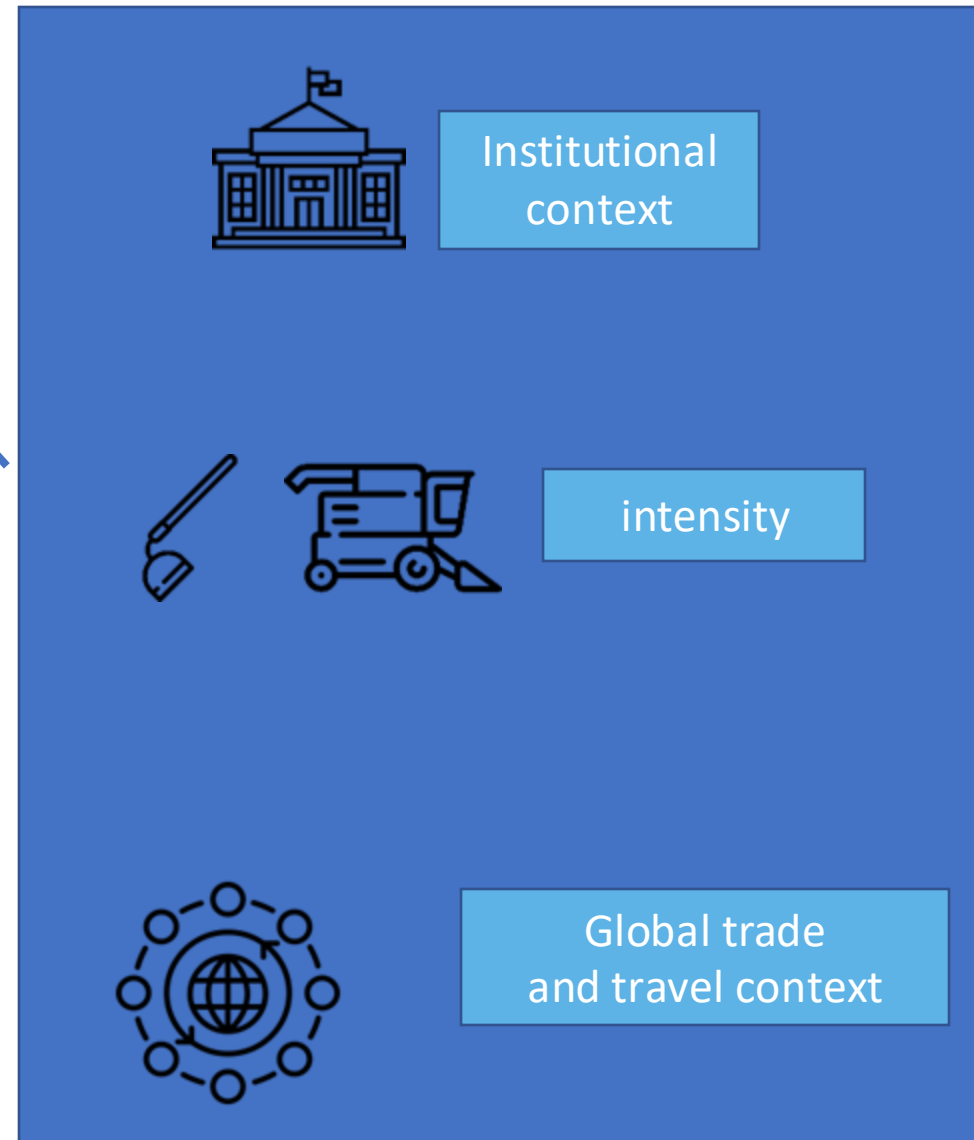 Institutional
context
intensity
Global trade
and travel context